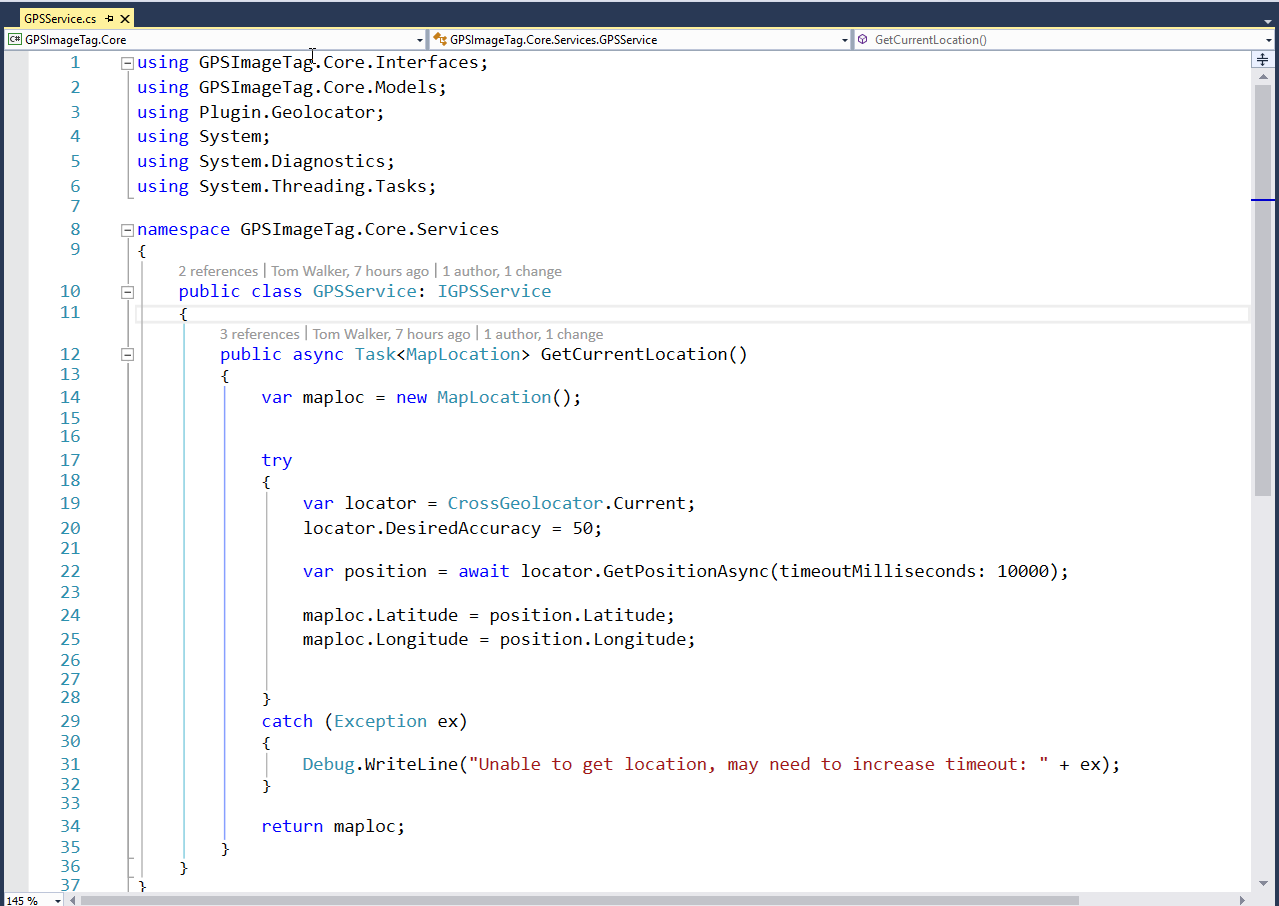 GPSService.cs
GPSImageTag.Core GPSImageTag.Core.Services.GPSService GetCurrentLocation()
1 using GPSImageTag.Core.Interfaces;
2 using GPSImageTag.Core.Models;
3 using Plugin.Geolocator;
4 using System;
5 using System.Diagnostics;
6 using System.Threading.Tasks;
7
8 namespace GPSImageTag.Core.Services
9 {
2 references | Tom Walker, 7 hours ago | 1 author, 1 change
10 public class GPSService: IGPSService
11 {
3 references | Tom Walker, 7 hours ago | 1 author, 1 change
12 public async Task<MapLocation> GetCurrentLocation()
13 {
14 var maploc = new MapLocation();
15
16
17 try
18 {
19 var locator = CrossGeolocator.Current;
20 locator.DesiredAccuracy = 50;
21
22 var position = await locator.GetPositionAsync(timeoutMilliseconds: 10000);
23
24 maploc.Latitude = position.Latitude;
25 maploc.Longitude = position.Longitude;
26
27
28 }
29 catch (Exception ex)
30 {
31 Debug.WriteLine("Unable to get location, may need to increase timeout: " + ex);
32 }
33
34 return maploc;
35 }
36 }
37 }
145 %